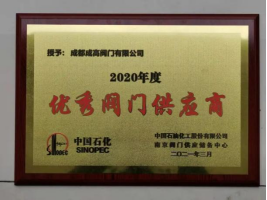 授予：成都成高阀门有限公司
2020年度
优秀阀门供应商
中国石化
SINOPEC
中国石油化工股份有限公司
南京阀门供应储备中心
二〇二一年三月